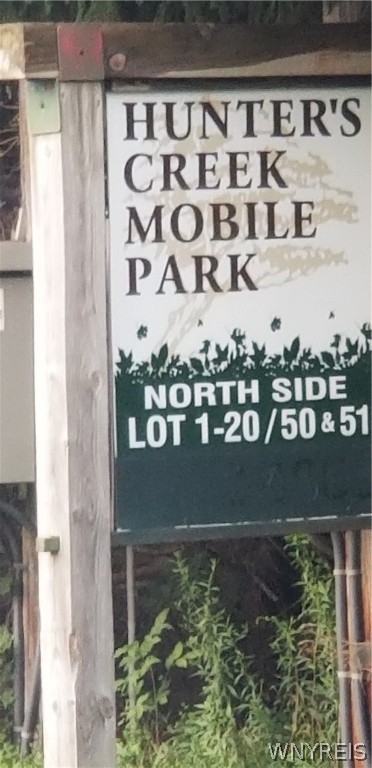 HUNTER'S
CREEK
MOBILE
PARK
NORTH SIDE
LOT 1-20/50 & 51
WNYREIS